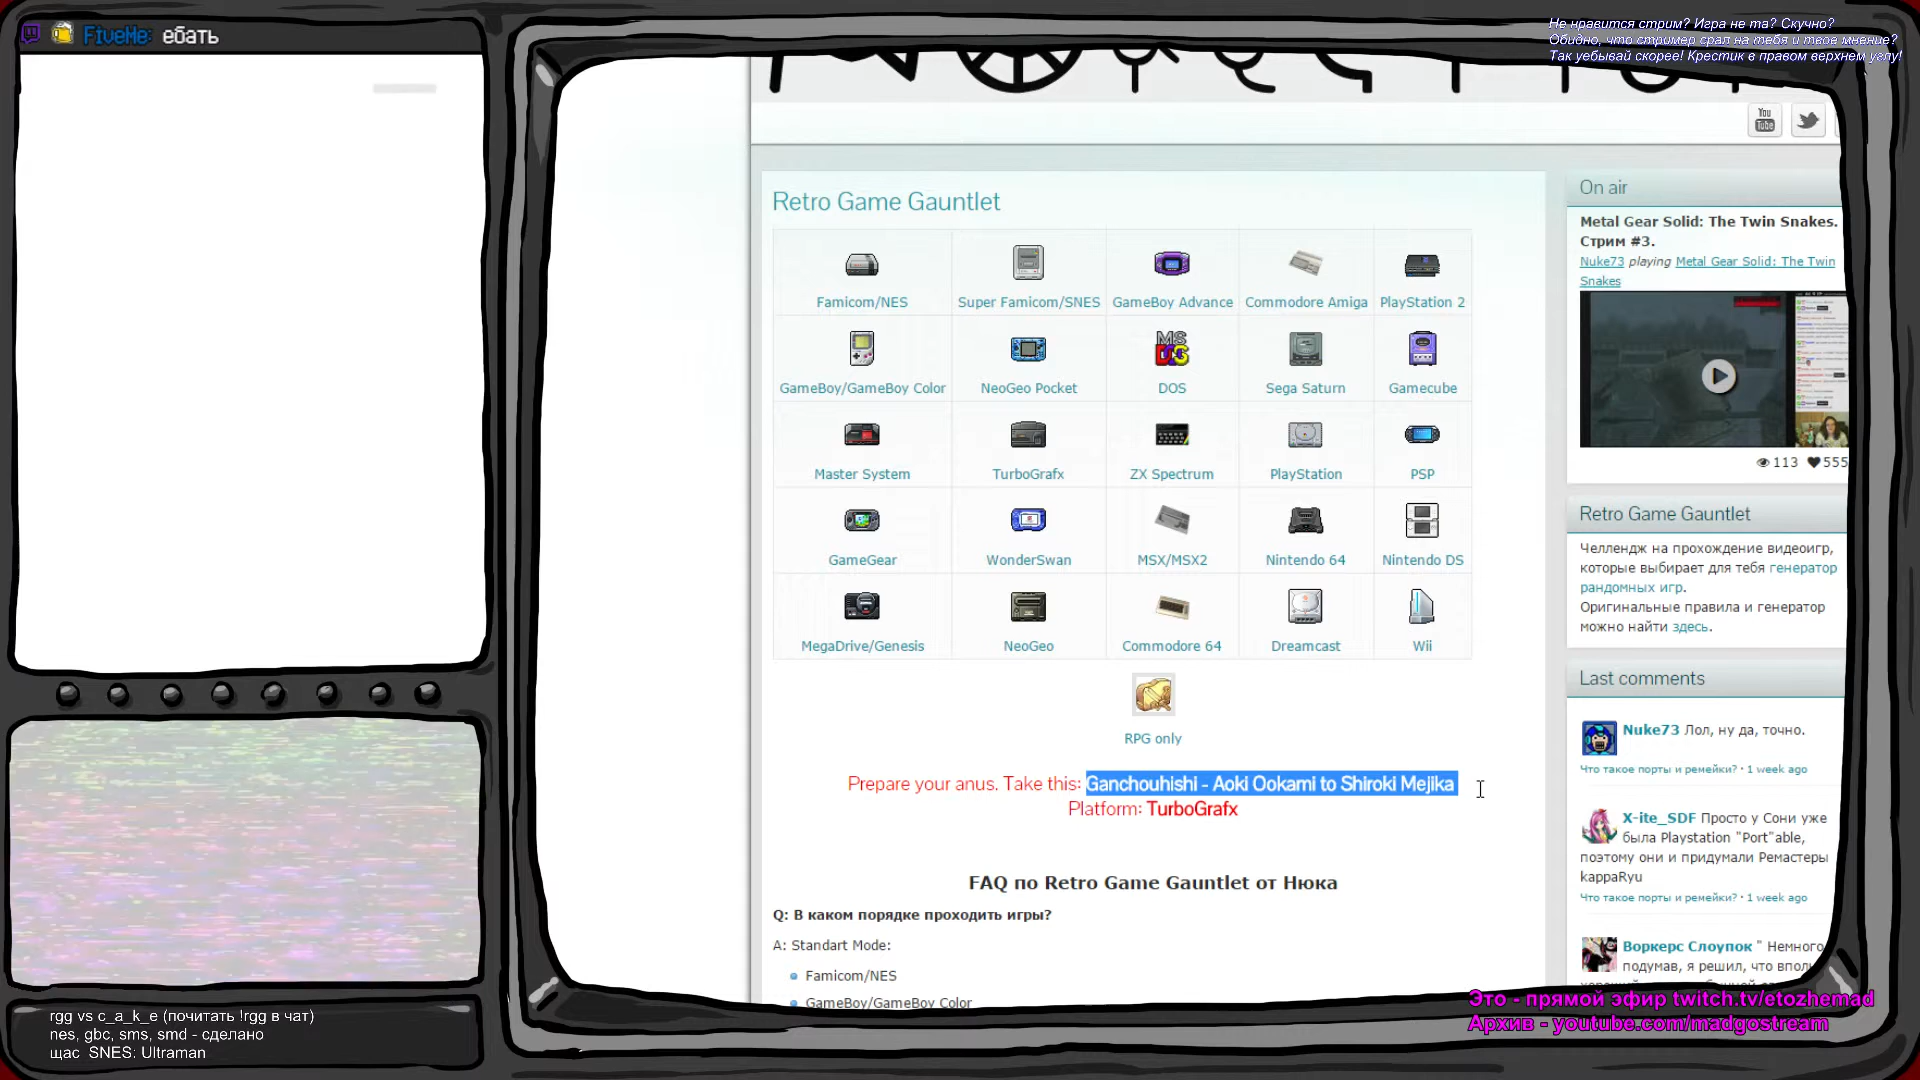 FiveMe: ебать
Не нравится стрим? Игра не та? Скучно?
Обидно, что стример срал на тебя и твое мнение?
Так уебывай скорее! Крестик в правом верхнем углу!
You
Tube
Retro Game Gauntlet
Famicom/NES
Super Famicom/SNES
GameBoy Advance
Commodore Amiga
PlayStation 2
MS
DOS
GameBoy/GameBoy Color
NeoGeo Pocket
DOS
Sega Saturn
Gamecube
Master System
TurboGrafx
ZX Spectrum
PlayStation
PSP
GameGear
WonderSwan
MSX/MSX2
Nintendo 64
Nintendo DS
MegaDrive/Genesis
NeoGeo
Commodore 64
Dreamcast
Wii
RPG only
Prepare your anus. Take this: Ganchouhishi - Aoki Ookami to Shiroki Mejika
Platform: TurboGrafx
FAQ по Retro Game Gauntlet от Нюка
Q: В каком порядке проходить игры?
A: Standart Mode:
Famicom/NES
GameBoy/GameBoy Color
On air
Metal Gear Solid: The Twin Snakes.
Стрим #3.
Nuke73 playing Metal Gear Solid: The Twin
Snakes
113 555
Retro Game Gauntlet
Челлендж на прохождение видеоигр,
которые выбирает для тебя генератор
рандомных игр.
Оригинальные правила и генератор
можно найти здесь.
Last comments
Nuke73 Лол, ну да, точно.
Что такое порты и ремейки? • 1 week ago
X-ite_SDF Просто у Сони уже
была Playstation "Port"able,
поэтому они и придумали Ремастеры
kappaRyu
Что такое порты и ремейки? • 1 week ago
Воркерс Слоупок " Немного
подумав, я решил, что
Это - прямой эфир twitch.tv/etozhemad
Архив - youtube.com/madgostream
rgg vs c_a_k_e (почитать !rgg в чат)
nes, gbc, sms, smd - сделано
щас SNES: Ultraman